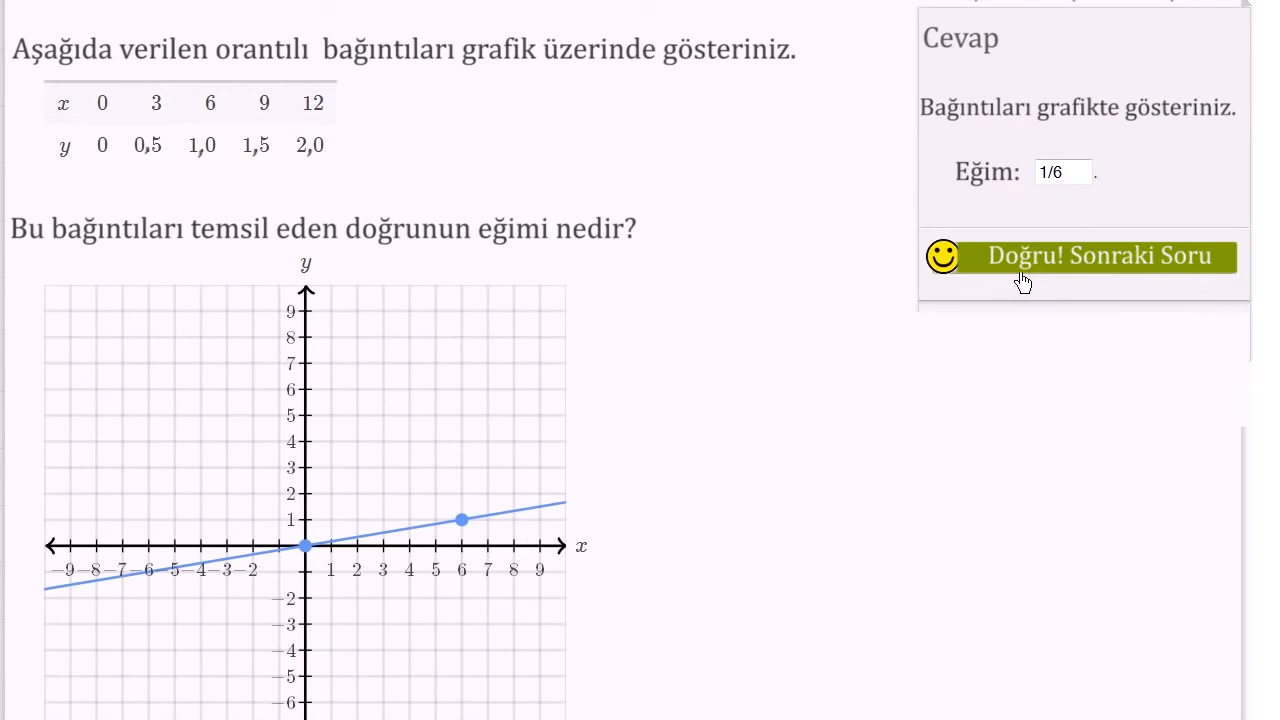 Aşağıda verilen orantılı bağıntıları grafik üzerinde gösteriniz.
x 0 3 6 9 12
y 0 0,5 1,0 1,5 2,0
Bu bağıntıları temsil eden doğrunun eğimi nedir?
y
9
8
7
6
5
4
3
2
1
x
−9 −8 −7 −6 −5 −4 −3 −2 1 2 3 4 5 6 7 8 9
−2
−3
−4
−5
−6
Cevap
Bağıntıları grafikte gösteriniz.
Eğim: 1/6 .
Doğru! Sonraki Soru